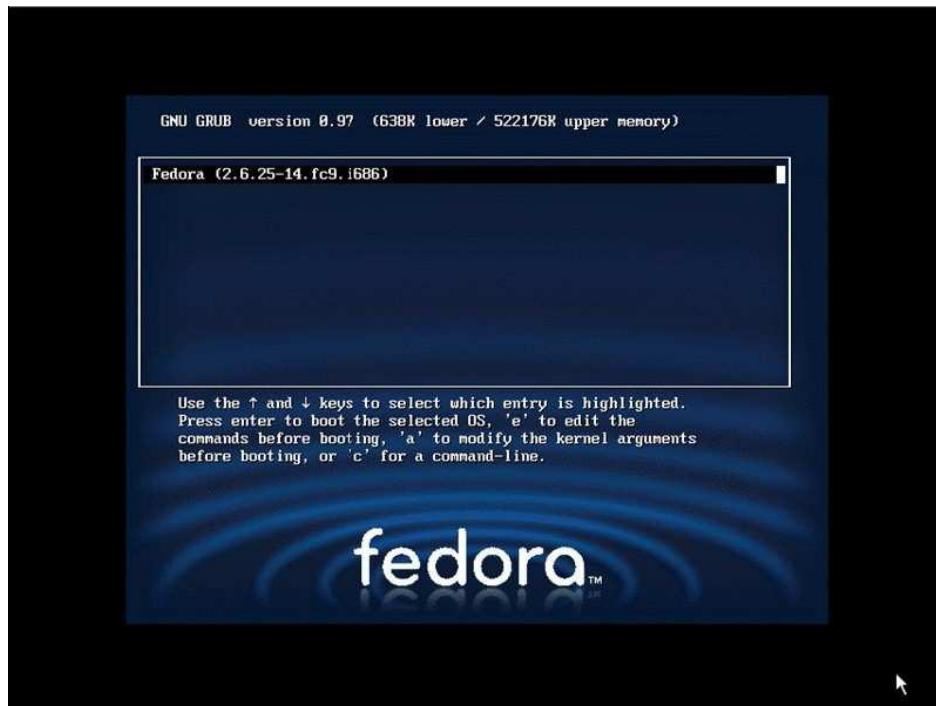 GNU GRUB version 0.97 (638K lower / 522176K upper memory)
Fedora (2.6.25-14.fc9.i686)
Use the ↑ and ↓ keys to select which entry is highlighted.
Press enter to boot the selected OS, 'e' to edit the
commands before booting, 'a' to modify the kernel arguments
before booting, or 'c' for a command-line.
fedora™